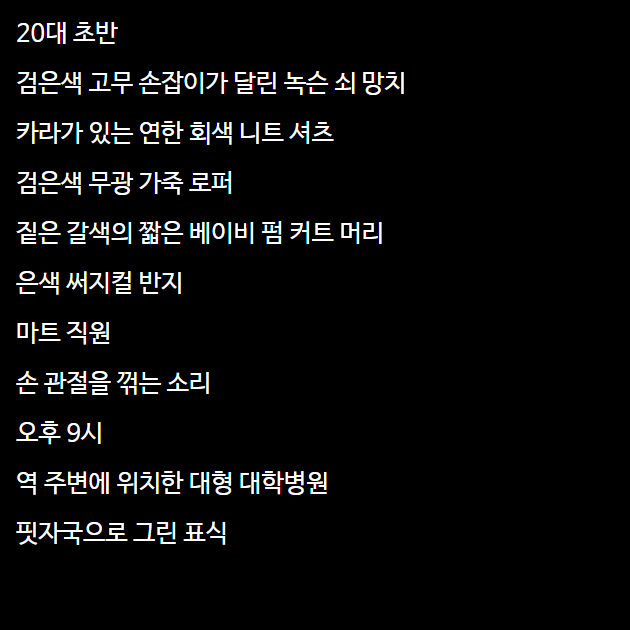 20대 초반
검은색 고무 손잡이가 달린 녹슨 쇠 망치
카라가 있는 연한 회색 니트 셔츠
검은색 무광 가죽 로퍼
짙은 갈색의 짧은 베이비 펌 커트 머리
은색 써지컬 반지
마트 직원
손 관절을 꺾는 소리
오후 9시
역 주변에 위치한 대형 대학병원
핏자국으로 그린 표식